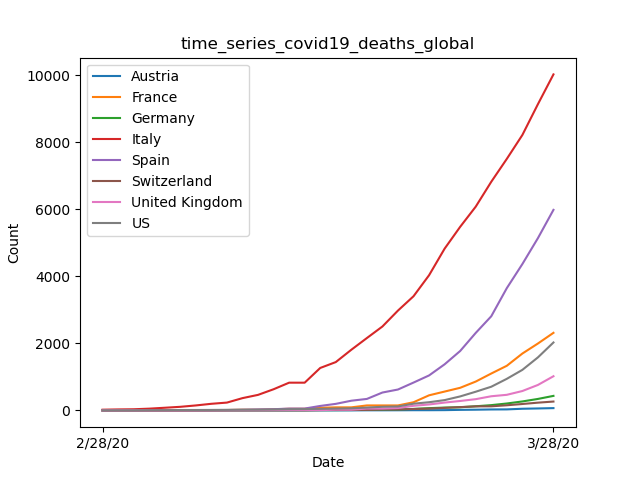 time_series_covid19_deaths_global
10000
8000
6000
4000
2000
0
Count
Austria
France
Germany
Italy
Spain
Switzerland
United Kingdom
US
2/28/20 3/28/20
Date